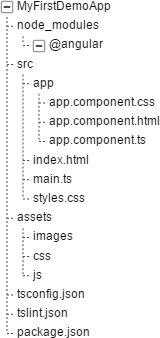 MyFirstDemoApp
node_modules
@angular
src
app
app.component.css
app.component.html
app.component.ts
index.html
main.ts
styles.css
assets
images
css
js
tsconfig.json
tslint.json
package.json